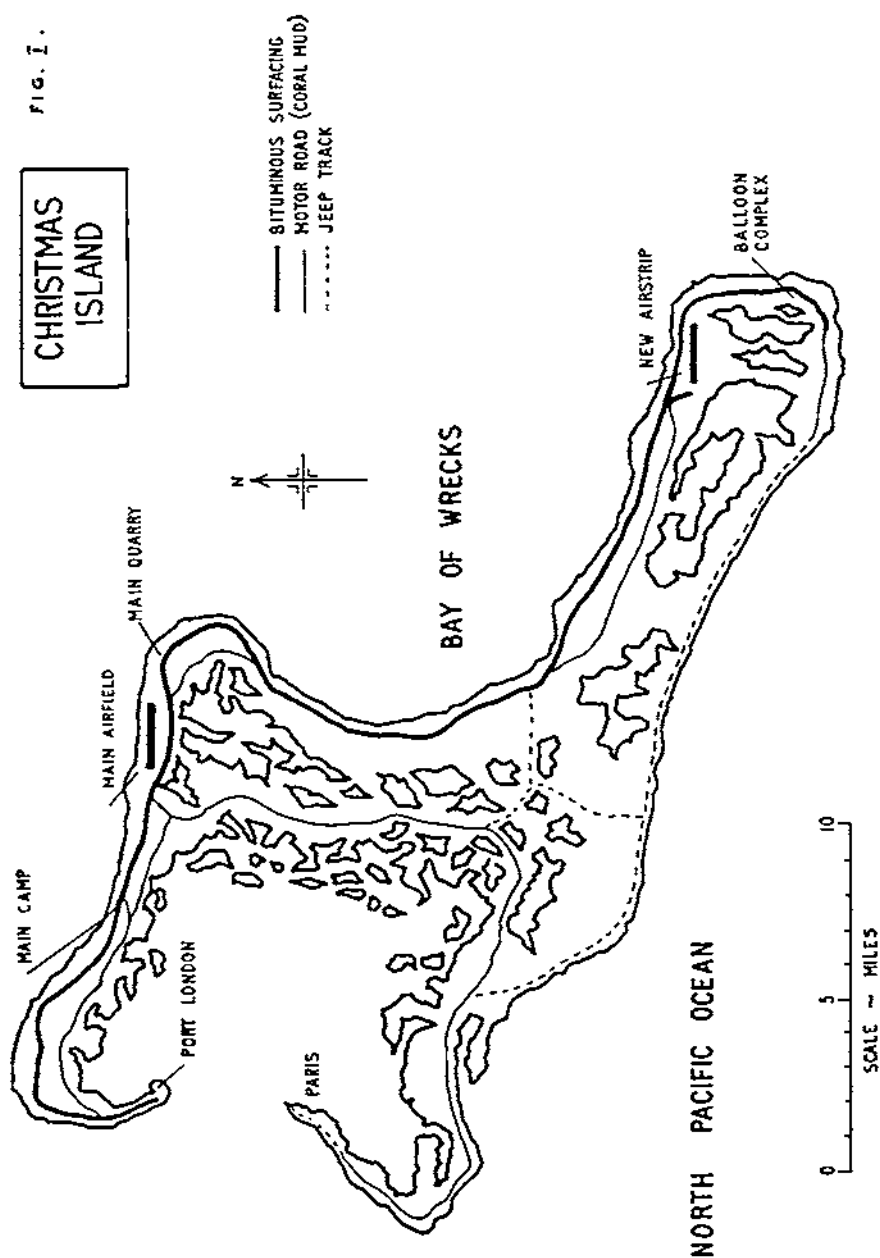 FIG. I.
CHRISTMAS
ISLAND
BITUMINOUS SURFACING
MOTOR ROAD (CORAL MUD)
JEEP TRACK
N
MAIN CAMP
MAIN AIRFIELD
MAIN QUARRY
PORT LONDON
PARIS
BAY OF WRECKS
NEW AIRSTRIP
BALLOON
COMPLEX
NORTH PACIFIC OCEAN
0 5 10
SCALE ~ MILES